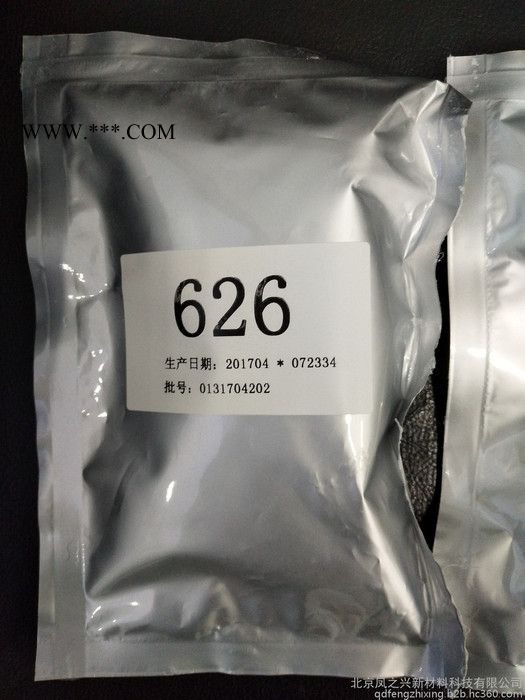 WWW.***.COM
626
生产日期：201704 * 072334
批号：0131704202
北京凤之兴新材料科技有限公司
qdfengzhixing.b2b.hc360.com